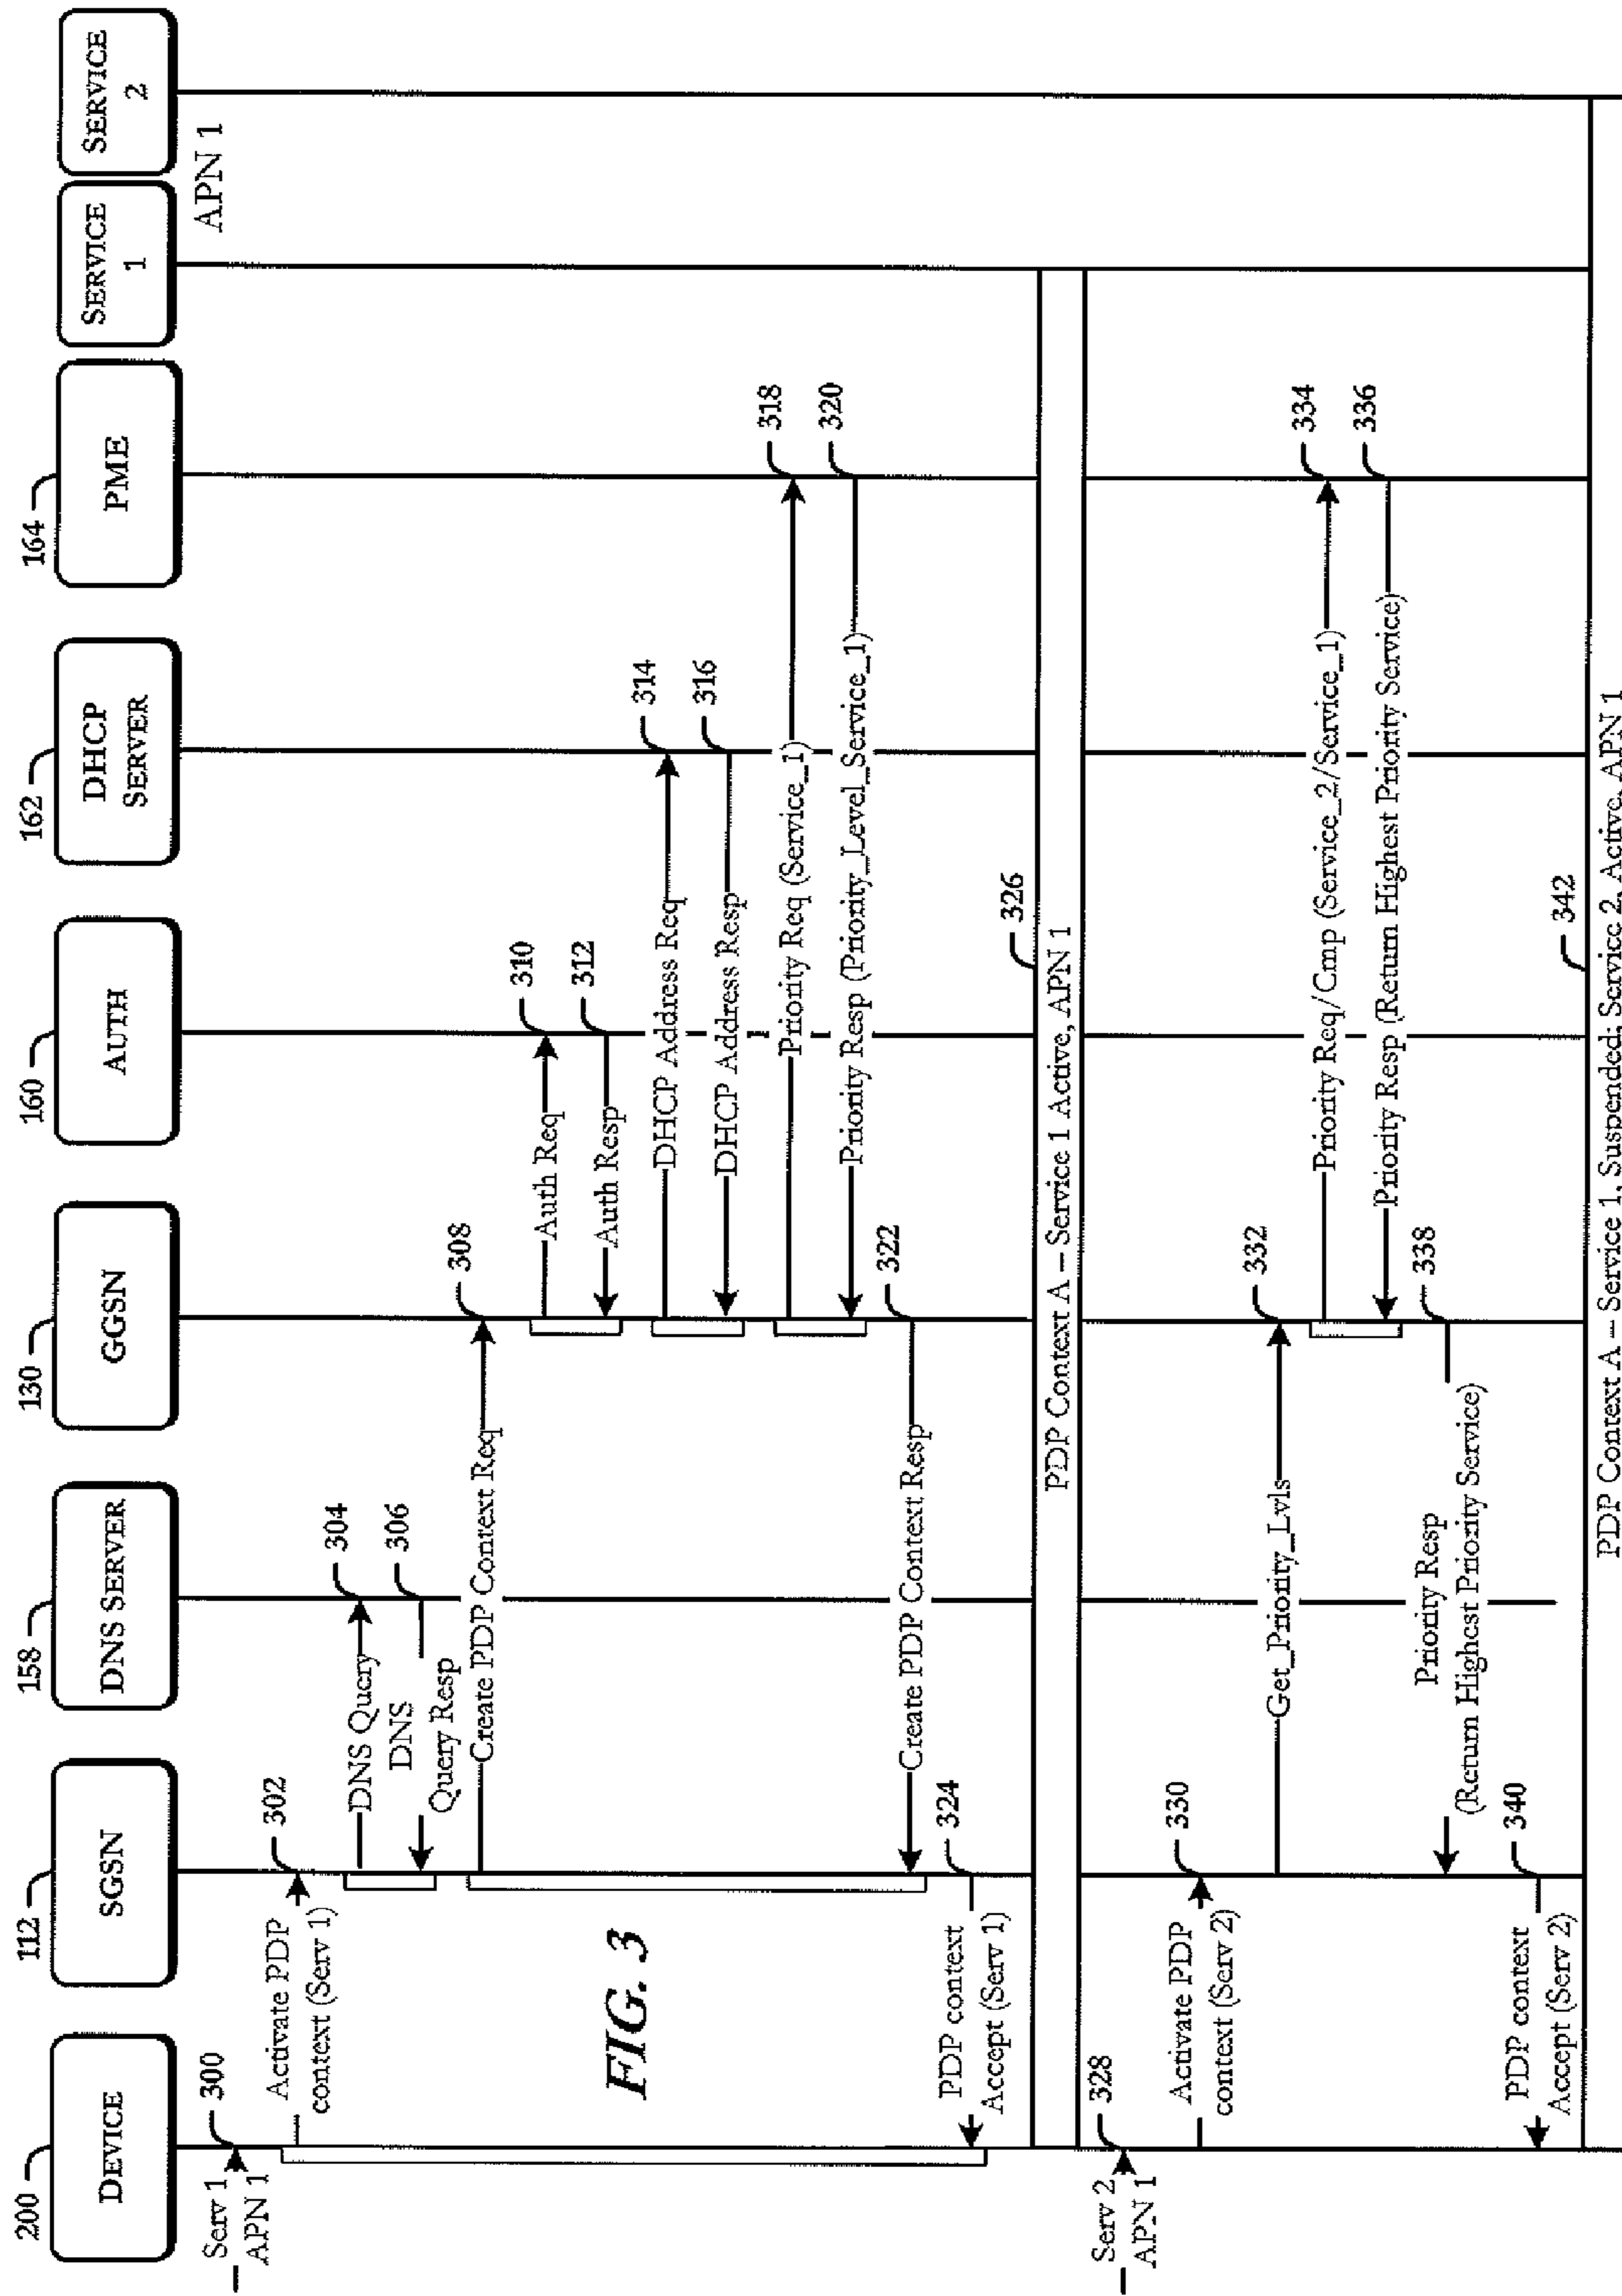 200
DEVICE
112
SGSN
158
DNS SERVER
130
GGSN
160
AUTH
162
DHCP
SERVER
164
PME
SERVICE
1
SERVICE
2
APN 1
Serv 1
APN 1
300
Activate PDP
context (Serv 1)
302
DNS Query
304
DNS
Query Resp
306
Create PDP Context Req
308
Auth Req
310
Auth Resp
312
DHCP Address Req
314
DHCP Address Resp
316
Priority Req (Service_1)
318
Priority Resp (Priority_Level_Service_1)
320
Create PDP Context Resp
322
PDP context
Accept (Serv 1)
324
FIG. 3
326
PDP Context A – Service 1 Active, APN 1
Serv 2
APN 1
328
Activate PDP
context (Serv 2)
330
Get_Priority_Lvls
332
Priority Req/Cmp (Service_2/Service_1)
334
Priority Resp (Return Highest Priority Service)
336
Priority Resp
(Return Highest Priority Service)
338
PDP context
Accept (Serv 2)
340
342
PDP Context A – Service 1, Suspended; Service 2, Active, APN 1